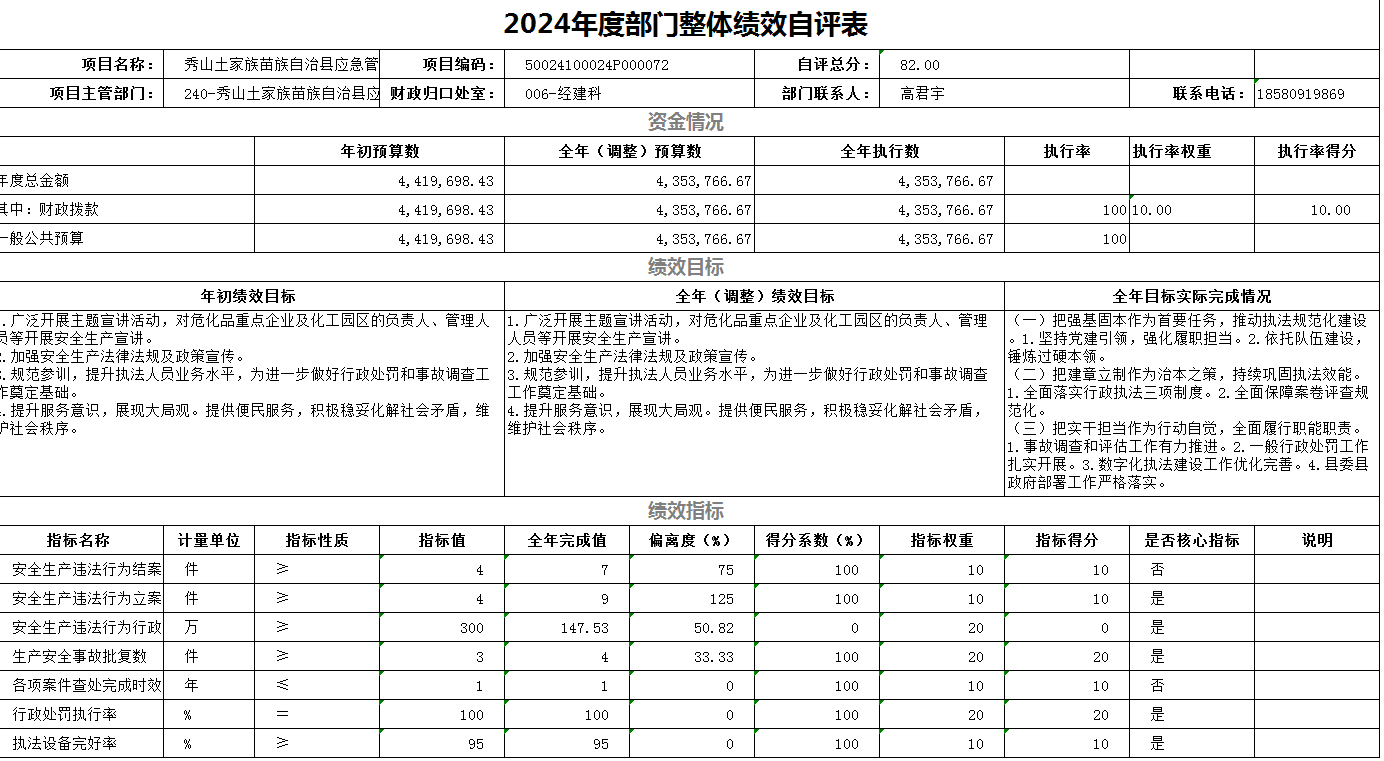 2024年度部门整体绩效自评表
项目名称： 秀山土家族苗族自治县应急管 项目编码： 50024100024P000072 自评总分： 82.00
项目主管部门： 240-秀山土家族苗族自治县应 财政归口处室： 006-经建科 部门联系人： 高君宇 联系电话： 18580919869
资金情况
年初预算数 全年（调整）预算数 全年执行数 执行率 执行率权重 执行率得分
年度总金额 4,419,698.43 4,353,766.67 4,353,766.67
其中：财政拨款 4,419,698.43 4,353,766.67 4,353,766.67 100 10.00 10.00
一般公共预算 4,419,698.43 4,353,766.67 4,353,766.67 100
绩效目标
年初绩效目标 全年（调整）绩效目标 全年目标实际完成情况
1.广泛开展主题宣讲活动，对危化品重点企业及化工园区的负责人、管理人
员等开展安全生产宣讲。
2.加强安全生产法律法规及政策宣传。
3.规范参训，提升执法人员业务水平，为进一步做好行政处罚和事故调查工
作奠定基础。
4.提升服务意识，展现大局观。提供便民服务，积极稳妥化解社会矛盾，维
护社会秩序。
1.广泛开展主题宣讲活动，对危化品重点企业及化工园区的负责人、管理
人员等开展安全生产宣讲。
2.加强安全生产法律法规及政策宣传。
3.规范参训，提升执法人员业务水平，为进一步做好行政处罚和事故调查
工作奠定基础。
4.提升服务意识，展现大局观。提供便民服务，积极稳妥化解社会矛盾，
维护社会秩序。
（一）把强基固本作为首要任务，推动执法规范化建设
。1.坚持党建引领，强化履职担当。2.依托队伍建设，
锤炼过硬本领。
（二）把建章立制作为治本之策，持续巩固执法效能。
1.全面落实行政执法三项制度。2.全面保障案卷评查规
范化。
（三）把实干担当作为行动自觉，全面履行职能职责。
1.事故调查和评估工作有力推进。2.一般行政处罚工作
扎实开展。3.数字化执法建设工作优化完善。4.县委县
政府部署工作严格落实。
绩效指标
指标名称 计量单位 指标性质 指标值 全年完成值 偏离度（%） 得分系数（%） 指标权重 指标得分 是否核心指标 说明
安全生产违法行为结案 件 ≥ 4 7 75 100 10 10 否
安全生产违法行为立案 件 ≥ 4 9 125 100 10 10 是
安全生产违法行为行政 万 ≥ 300 147.53 50.82 0 20 0 是
生产安全事故批复数 件 ≥ 3 4 33.33 100 20 20 是
各项案件查处完成时效 年 ≤ 1 1 0 100 10 10 否
行政处罚执行率 % ＝ 100 100 0 100 20 20 是
执法设备完好率 % ≥ 95 95 0 100 10 10 是